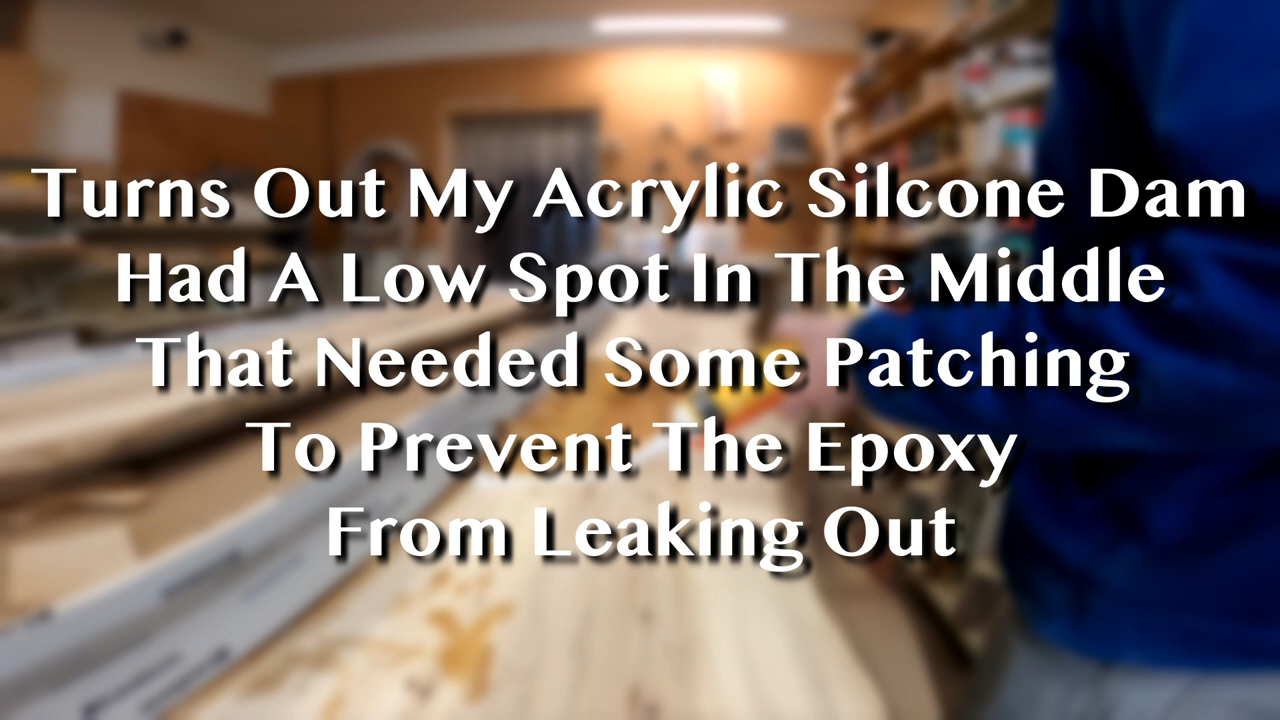 Turns Out My Acrylic Silcone Dam
Had A Low Spot In The Middle
That Needed Some Patching
To Prevent The Epoxy
From Leaking Out